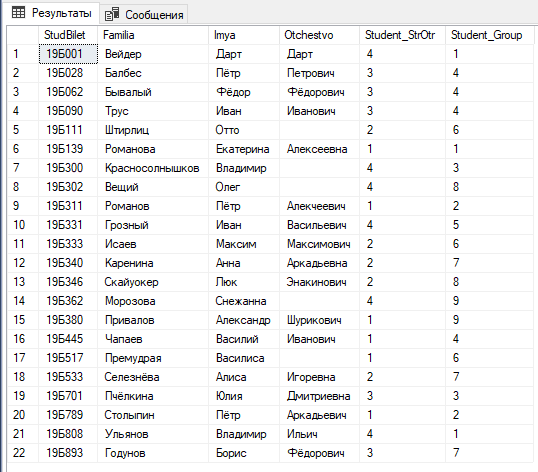 Результаты Сообщения
StudBilet Familia Imya Otchestvo Student_StrOtr Student_Group
1 19Б001 Вейдер Дарт Дарт 4 1
2 19Б028 Балбес Пётр Петрович 3 4
3 19Б062 Бывалый Фёдор Фёдорович 3 4
4 19Б090 Трус Иван Иванович 3 4
5 19Б111 Штирлиц Отто 2 6
6 19Б139 Романова Екатерина Алексеевна 1 1
7 19Б300 Красносолнышков Владимир 4 3
8 19Б302 Вещий Олег 4 8
9 19Б311 Романов Пётр Алекчеевич 1 2
10 19Б331 Грозный Иван Васильевич 4 5
11 19Б333 Исаев Максим Максимович 2 6
12 19Б340 Каренина Анна Аркадьевна 2 7
13 19Б346 Скайуокер Люк Энакинович 2 8
14 19Б362 Морозова Снежанна 4 9
15 19Б380 Привалов Александр Шурикович 1 9
16 19Б445 Чапаев Василий Иванович 1 4
17 19Б517 Премудрая Василиса 1 6
18 19Б533 Селезнёва Алиса Игоревна 2 7
19 19Б701 Пчёлкина Юлия Дмитриевна 3 3
20 19Б789 Столыпин Пётр Аркадьевич 1 2
21 19Б808 Ульянов Владимир Ильич 4 1
22 19Б893 Годунов Борис Фёдорович 3 7